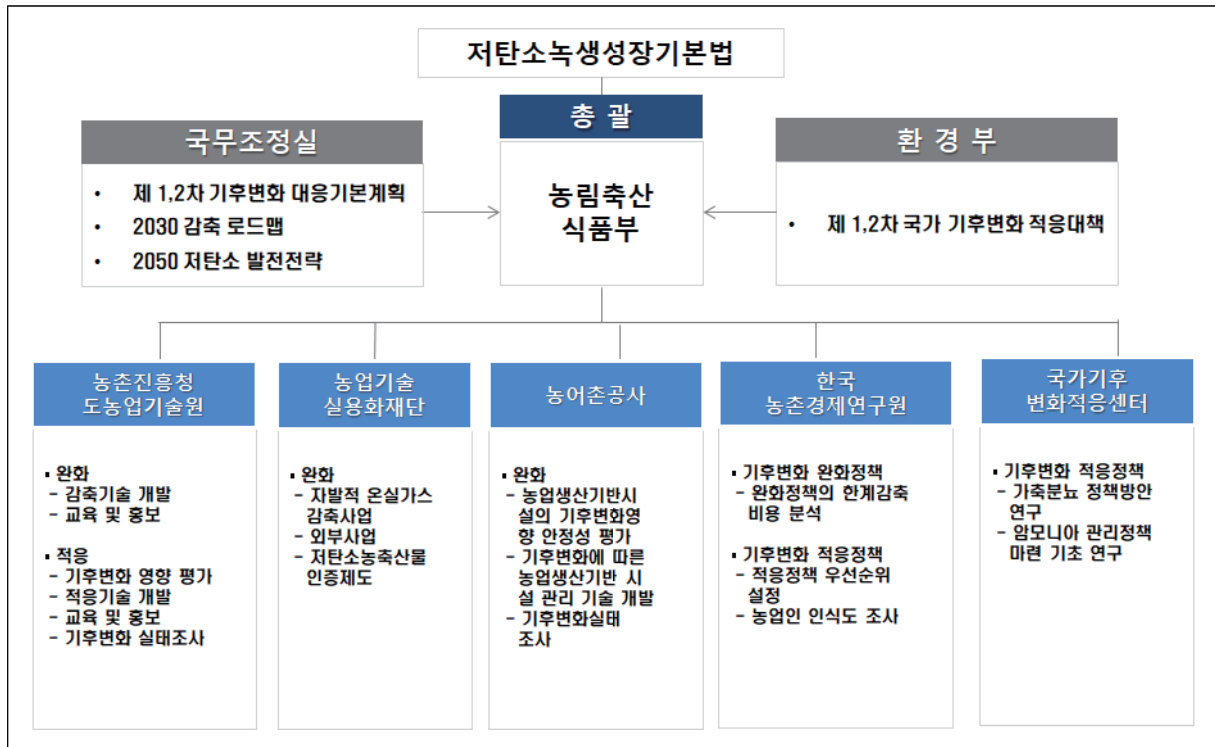 저탄소녹생성장기본법
총 괄
농림축산
식품부
국무조정실
• 제 1,2차 기후변화 대응기본계획
• 2030 감축 로드맵
• 2050 저탄소 발전전략
환 경 부
• 제 1,2차 국가 기후변화 적응대책
농촌진흥청
도농업기술원
▪ 완화
– 감축기술 개발
– 교육 및 홍보
▪ 적응
– 기후변화 영향 평가
– 적응기술 개발
– 교육 및 홍보
– 기후변화 실태조사
농업기술
실용화재단
▪ 완화
– 자발적 온실가스
감축사업
– 외부사업
– 저탄소농축산물
인증제도
농어촌공사
▪ 완화
– 농업생산기반시
설의 기후변화영
향 안정성 평가
– 기후변화에 따른
농업생산기반 시
설 관리 기술 개발
– 기후변화실태
조사
한국
농촌경제연구원
▪ 기후변화 완화정책
– 완화정책의 한계감축
비용 분석
▪ 기후변화 적응정책
– 적응정책 우선순위
설정
– 농업인 인식도 조사
국가기후
변화적응센터
▪ 기후변화 적응정책
– 가축분뇨 정책방안
연구
– 암모니아 관리정책
마련 기초 연구